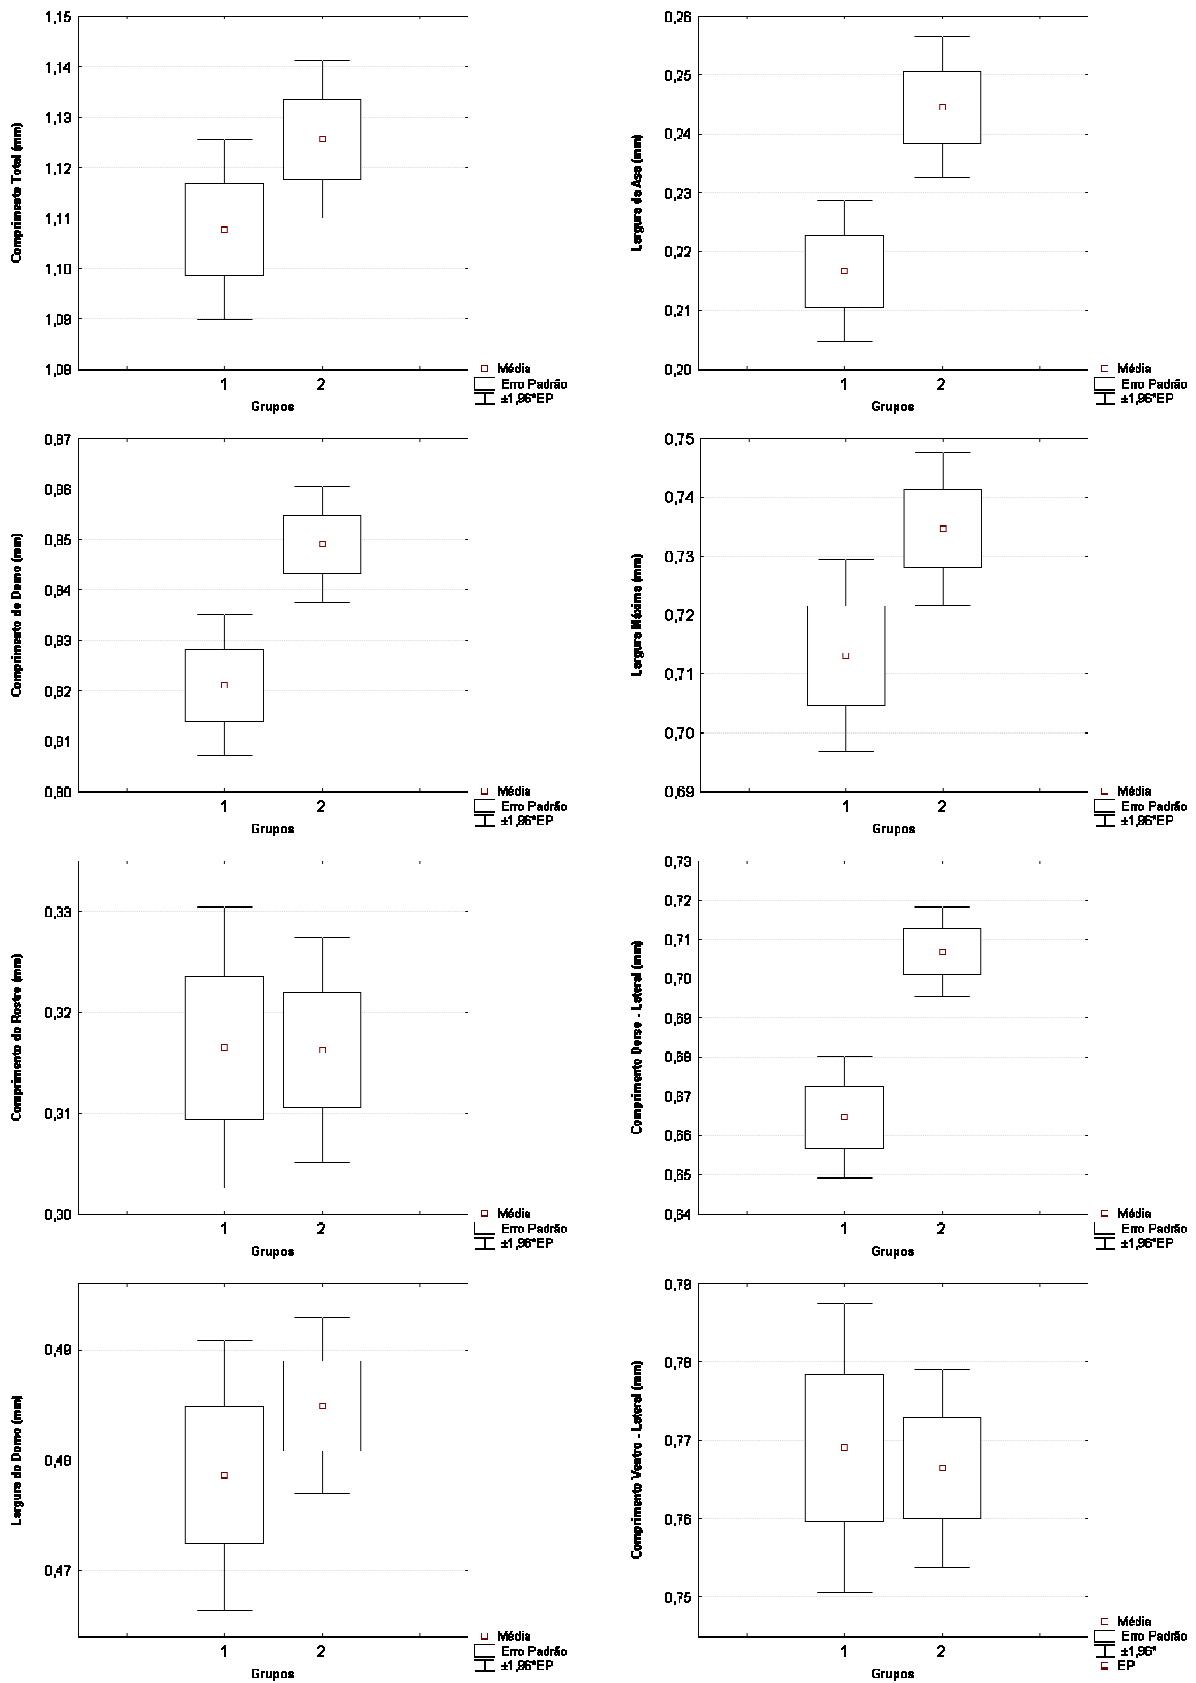 1,15
1,14
1,13
1,12
1,11
1,10
1,09
1,08
Comprimento Total (mm)
1
2
Grupos
Média
Erro Padrão
±1,96*EP
0,26
0,25
0,24
0,23
0,22
0,21
0,20
Largura da Asa (mm)
1
2
Grupos
Média
Erro Padrão
±1,96*EP
0,87
0,86
0,85
0,84
0,83
0,82
0,81
0,80
Comprimento do Domo (mm)
1
2
Grupos
Média
Erro Padrão
±1,96*EP
0,75
0,74
0,73
0,72
0,71
0,70
0,69
Largura Máxima (mm)
1
2
Grupos
Média
Erro Padrão
±1,96*EP
0,33
0,32
0,31
0,30
Comprimento do Rostro (mm)
1
2
Grupos
Média
Erro Padrão
±1,96*EP
0,73
0,72
0,71
0,70
0,69
0,68
0,67
0,66
0,65
0,64
Comprimento Dorso - Lateral (mm)
1
2
Grupos
Média
Erro Padrão
±1,96*EP
0,49
0,48
0,47
Largura do Domo (mm)
1
2
Grupos
Média
Erro Padrão
±1,96*EP
0,79
0,78
0,77
0,76
0,75
Comprimento Ventro - Lateral (mm)
1
2
Grupos
Média
Erro Padrão
±1,96*
EP